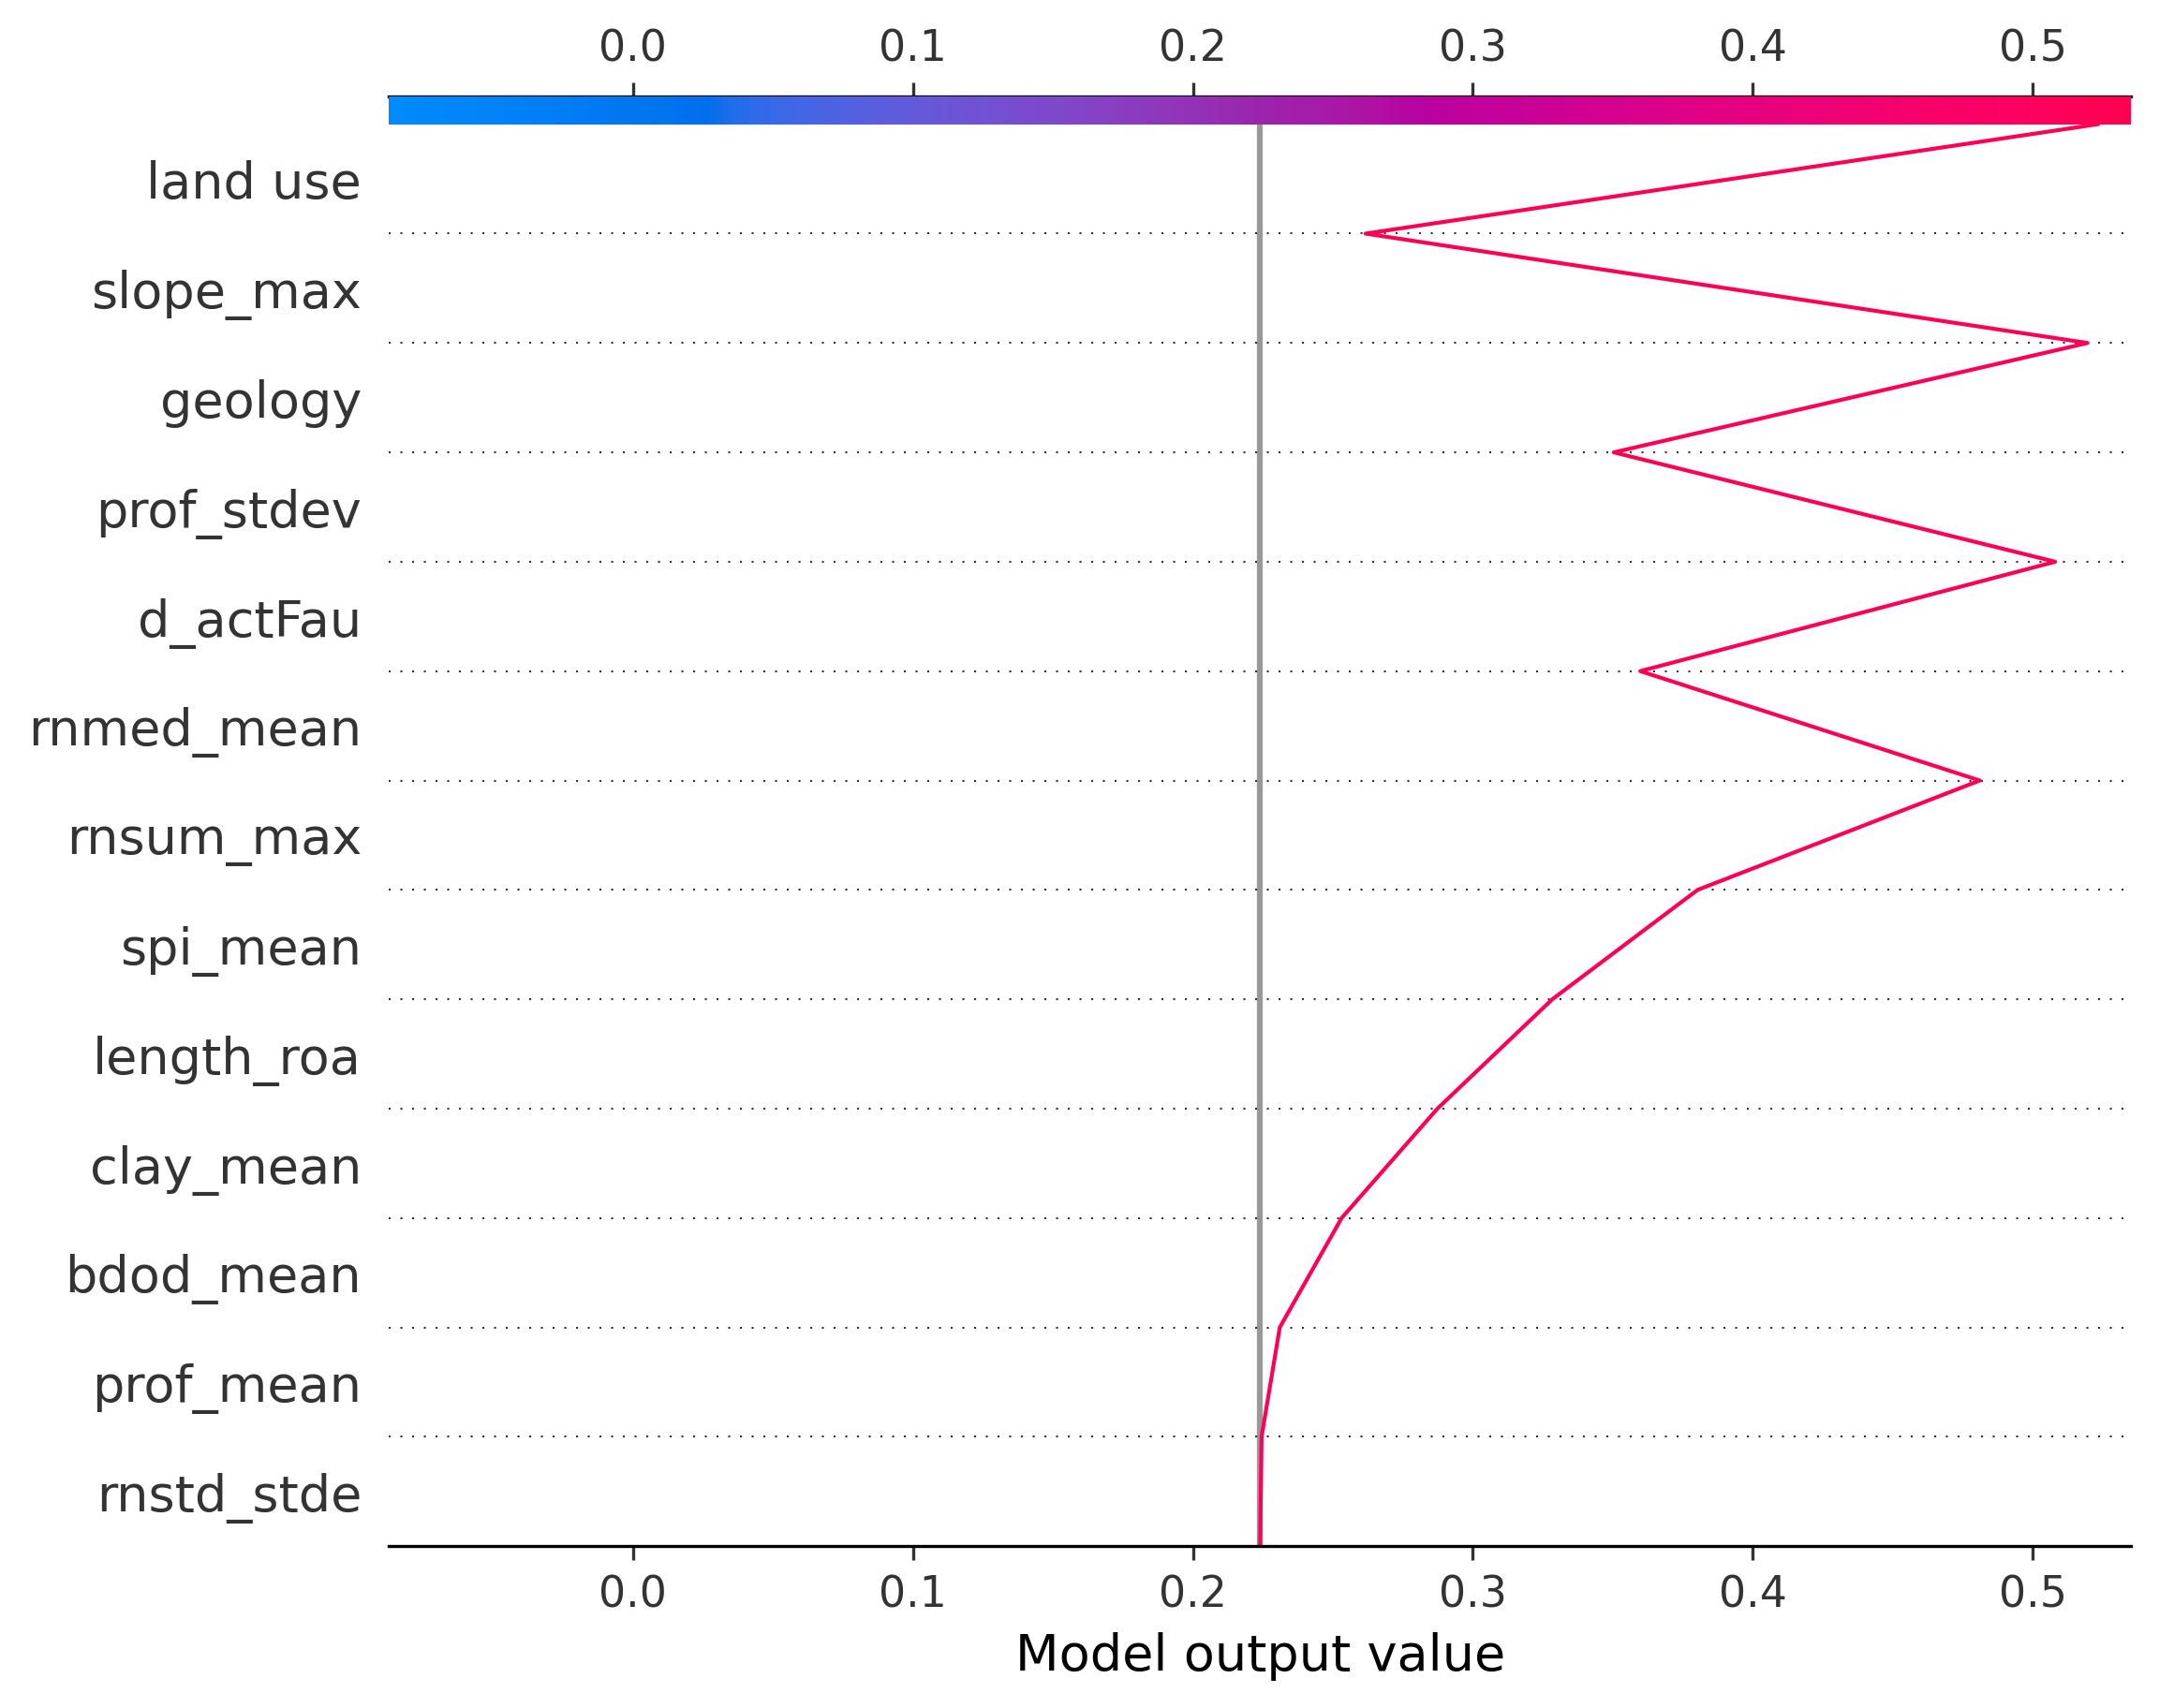 0.0 0.1 0.2 0.3 0.4 0.5
land use
slope_max
geology
prof_stdev
d_actFau
rnmed_mean
rnsum_max
spi_mean
length_roa
clay_mean
bdod_mean
prof_mean
rnstd_stde
0.0 0.1 0.2 0.3 0.4 0.5
Model output value